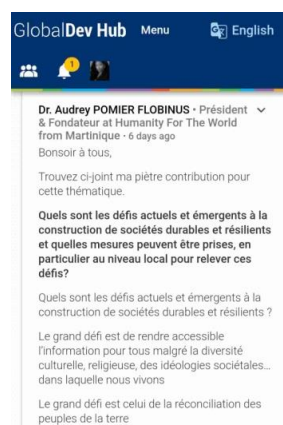 GlobalDev Hub Menu English
1
Dr. Audrey POMIER FLOBINUS • Président
& Fondateur at Humanity For The World
from Martinique • 6 days ago
Bonsoir à tous,
Trouvez ci-joint ma piètre contribution pour
cette thématique.
Quels sont les défis actuels et émergents à la
construction de sociétés durables et résilients
et quelles mesures peuvent être prises, en
particulier au niveau local pour relever ces
défis?
Quels sont les défis actuels et émergents à la
construction de sociétés durables et résilients ?
Le grand défi est de rendre accessible
l'information pour tous malgré la diversité
culturelle, religieuse, des idéologies sociétales...
dans laquelle nous vivons
Le grand défi est celui de la réconciliation des
peuples de la terre